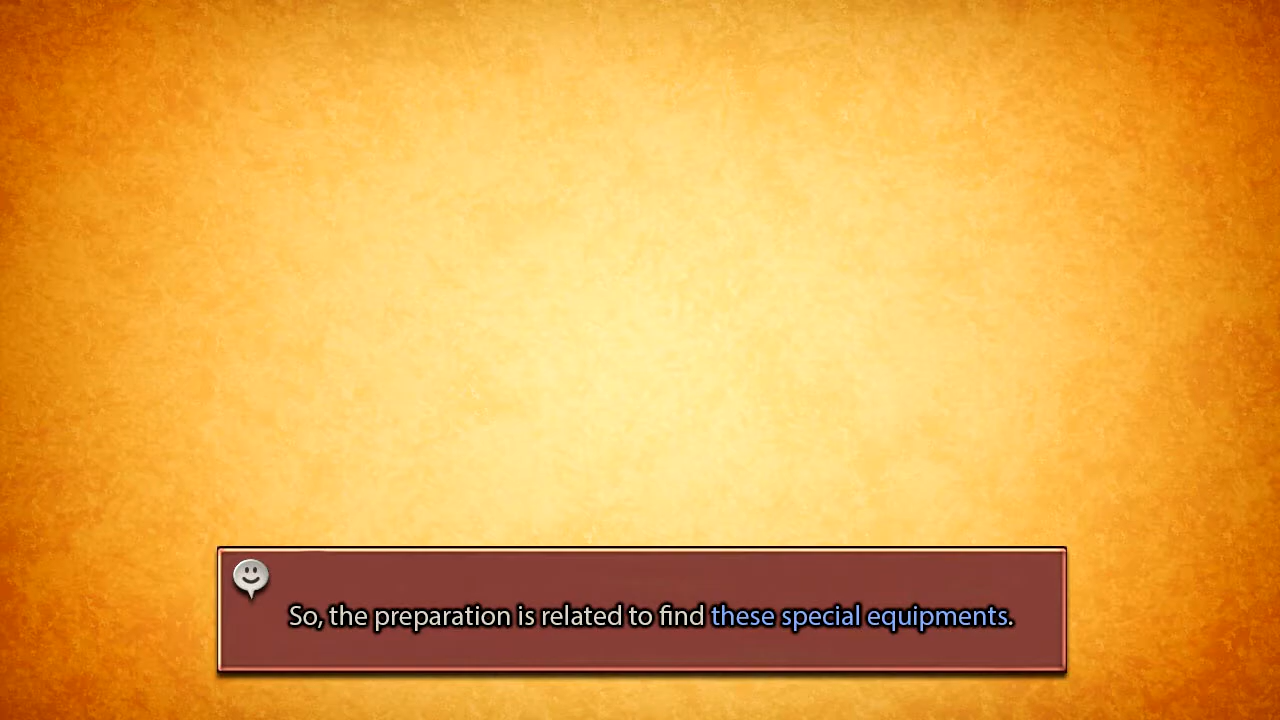 So, the preparation is related to find these special equipments.